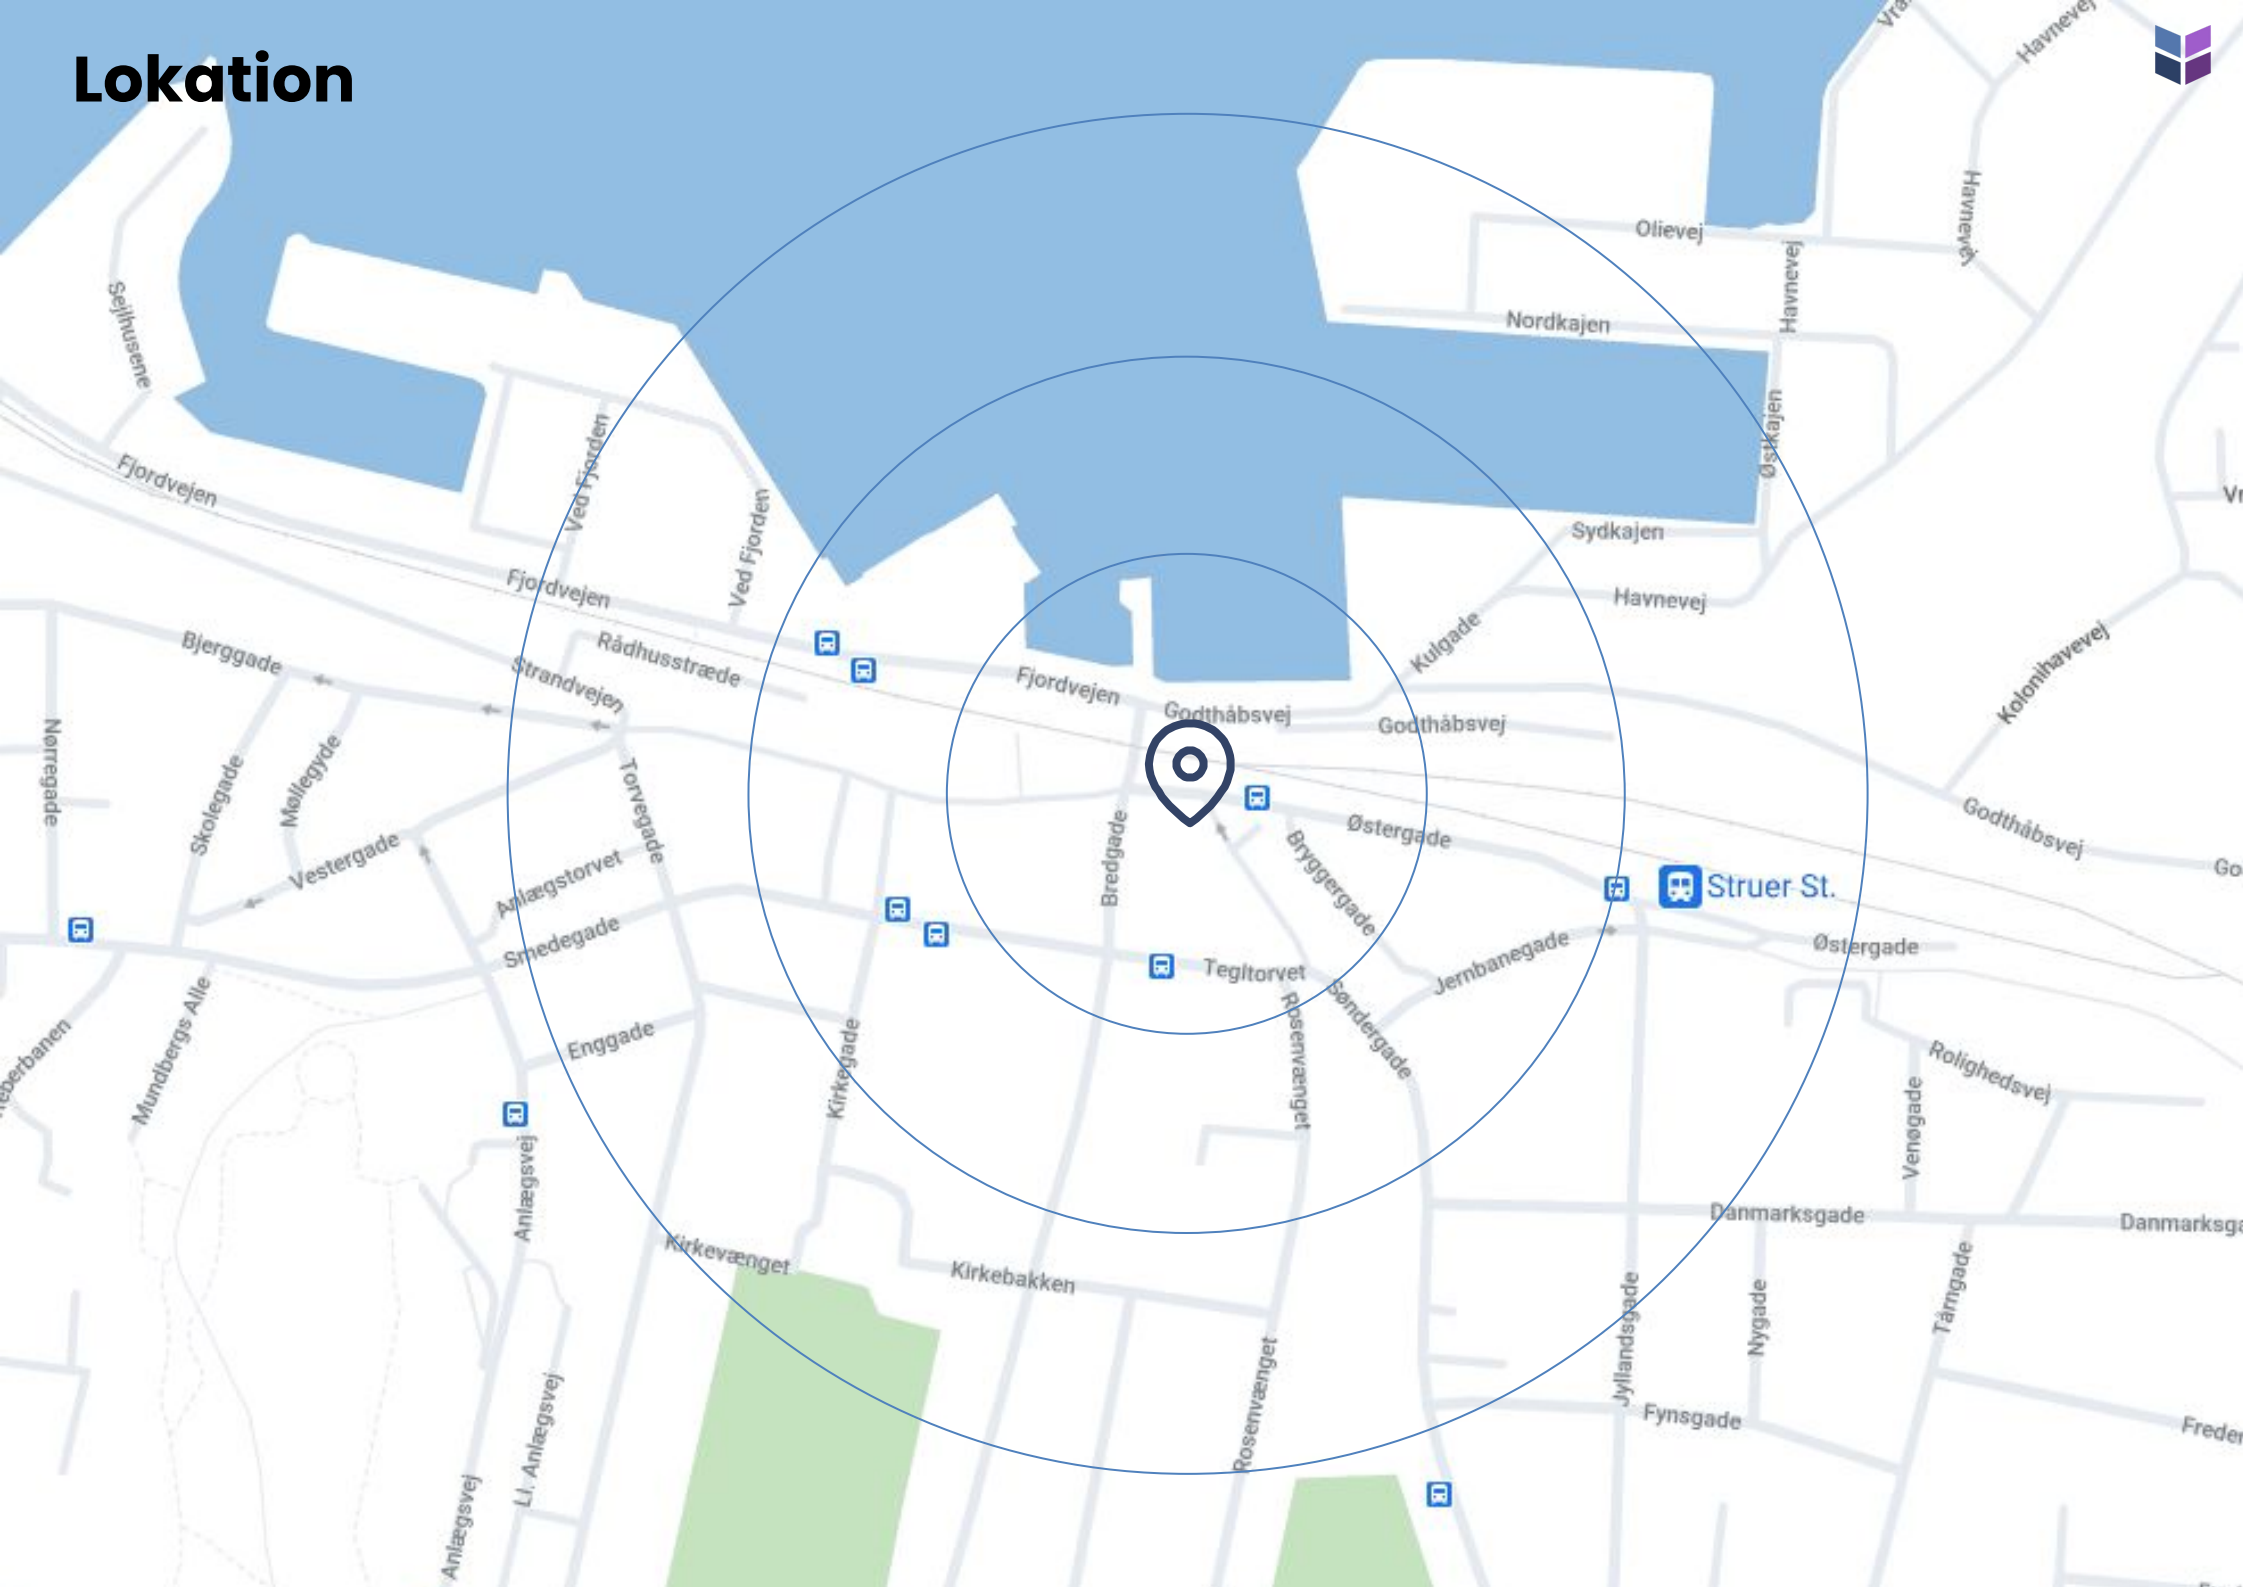 Lokation
Havnevej
Havnevej
Olievej
Havnevej
Nordkajen
Sejlhusene
Østkajen
Ved Fjorden
Fjordvejen
Ved Fjorden
Sydkajen
Fjordvejen
Havnevej
Kulgade
Bjerggade
Rådhusstræde
Strandvejen
Fjordvejen
Kolonihavevej
Godthåbsvej
Godthåbsvej
Nørregade
Møllegyde
Skolegade
Torvegade
Godthåbsvej
Østergade
Vestergade
Bredgade
Bryggergade
Anlægstorvet
Struer St.
Smedegade
Jernbanegade
Østergade
Tegltorvet
Mundbergs Alle
Søndergade
Rosenvænget
Enggade
Kirkegade
Rolighedsvej
Venøgade
Anlægsvej
Danmarksgade
Danmarksga
Kirkevænget
Kirkebakken
Tårngade
Jyllandsgade
Nygade
Rosenvænget
Fynsgade
Freder
Ll. Anlægsvej
Anlægsvej